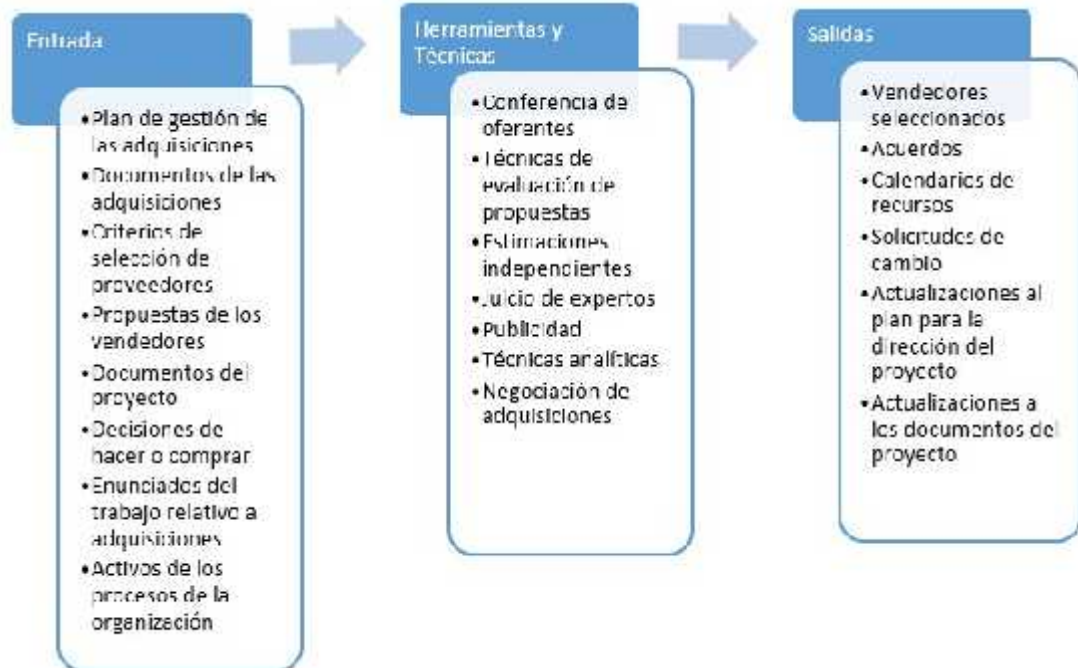 Entrada
•Plan de gestión de
las adquisiciones
•Documentos de las
adquisiciones
•Criterios de
selección de
proveedores
•Propuestas de los
vendedores
•Documentos del
proyecto
•Decisiones de
hacer o comprar
•Enunciados del
trabajo relativo a
adquisiciones
•Activos de los
procesos de la
organización
Herramientas y
Técnicas
•Conferencia de
oferentes
•Técnicas de
evaluación de
propuestas
•Estimaciones
independientes
•Juicio de expertos
•Publicidad
•Técnicas analíticas
•Negociación de
adquisiciones
Salidas
•Vendedores
seleccionados
•Acuerdos
•Calendarios de
recursos
•Solicitudes de
cambio
•Actualizaciones al
plan para la
dirección del
proyecto
•Actualizaciones a
los documentos del
proyecto